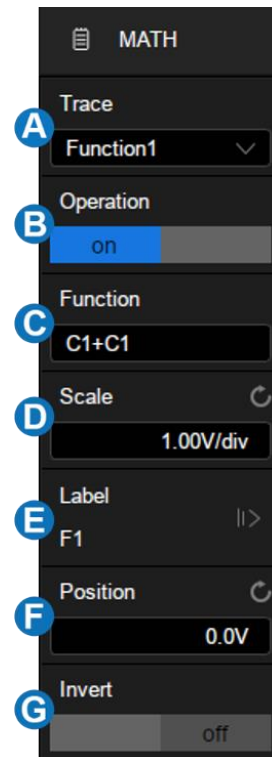 MATH
A
Trace
Function1
B
Operation
on
C
Function
C1+C1
D
Scale
1.00V/div
E
Label
F1
F
Position
0.0V
G
Invert
off